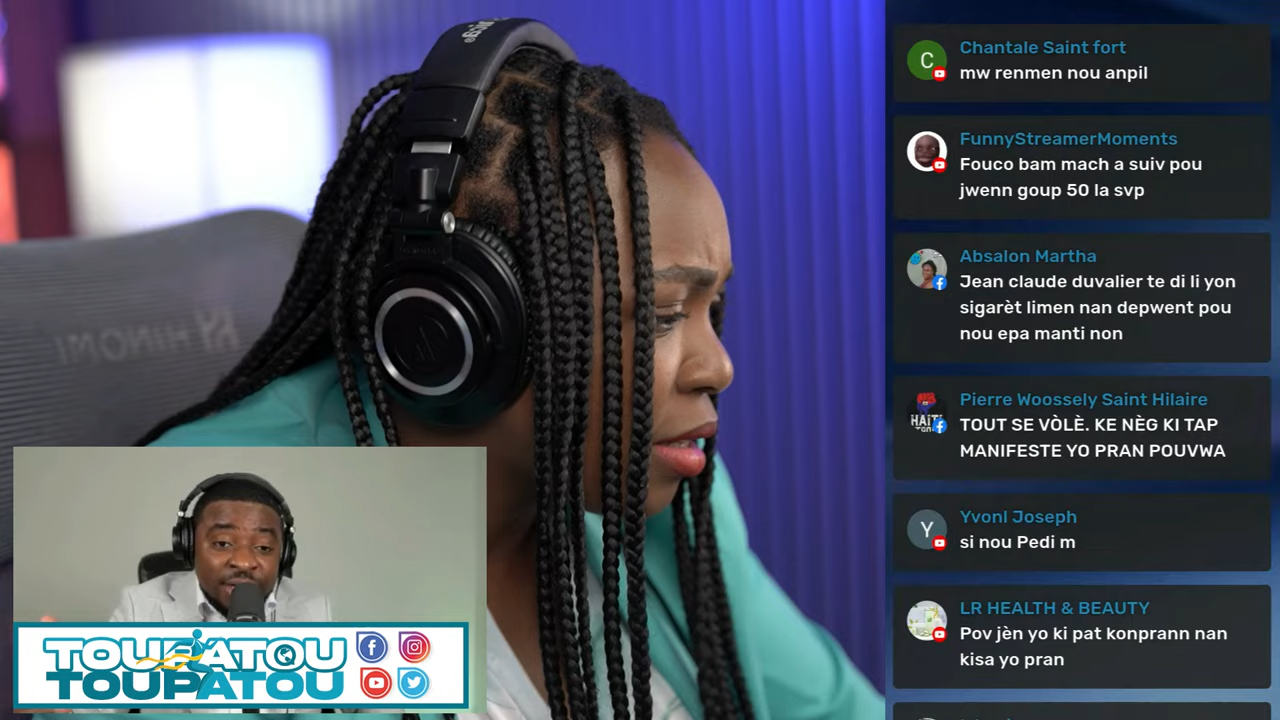 Chantale Saint fort
mw renmen nou anpil
FunnyStreamerMoments
Fouco bam mach a suiv pou
jwenn goup 50 la svp
Absalon Martha
Jean claude duvalier te di li yon
sigarèt limen nan depwent pou
nou epa manti non
Pierre Woossely Saint Hilaire
TOUT SE VÒLÈ. KE NÈG KI TAP
MANIFESTE YO PRAN POUVWA
Yvonl Joseph
si nou Pedi m
LR HEALTH & BEAUTY
Pov jèn yo ki pat konprann nan
kisa yo pran
C
Y
HAITI
HINOMI
TOUPATOU
TOUPATOU